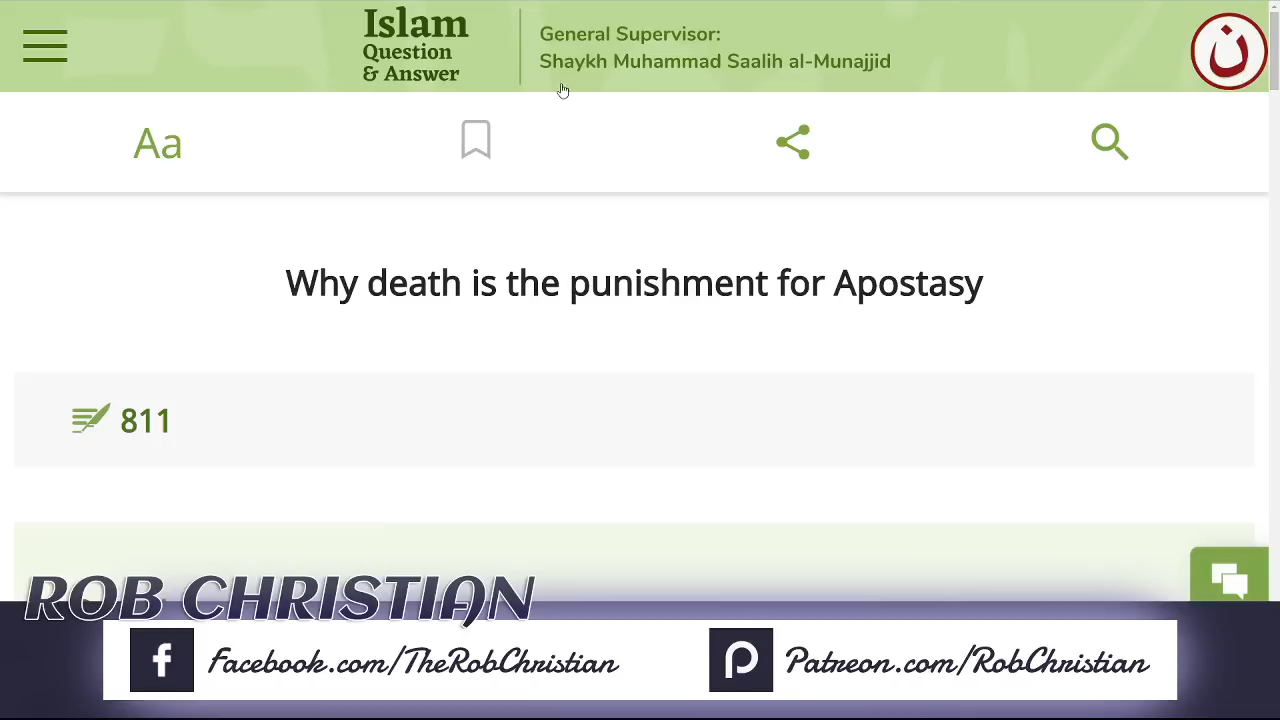 Islam
Question
& Answer
General Supervisor:
Shaykh Muhammad Saalih al-Munajjid
ن
Aa
Why death is the punishment for Apostasy
811
ROB CHRISTIAN
f
Facebook.com/TheRobChristian
Patreon.com/RobChristian